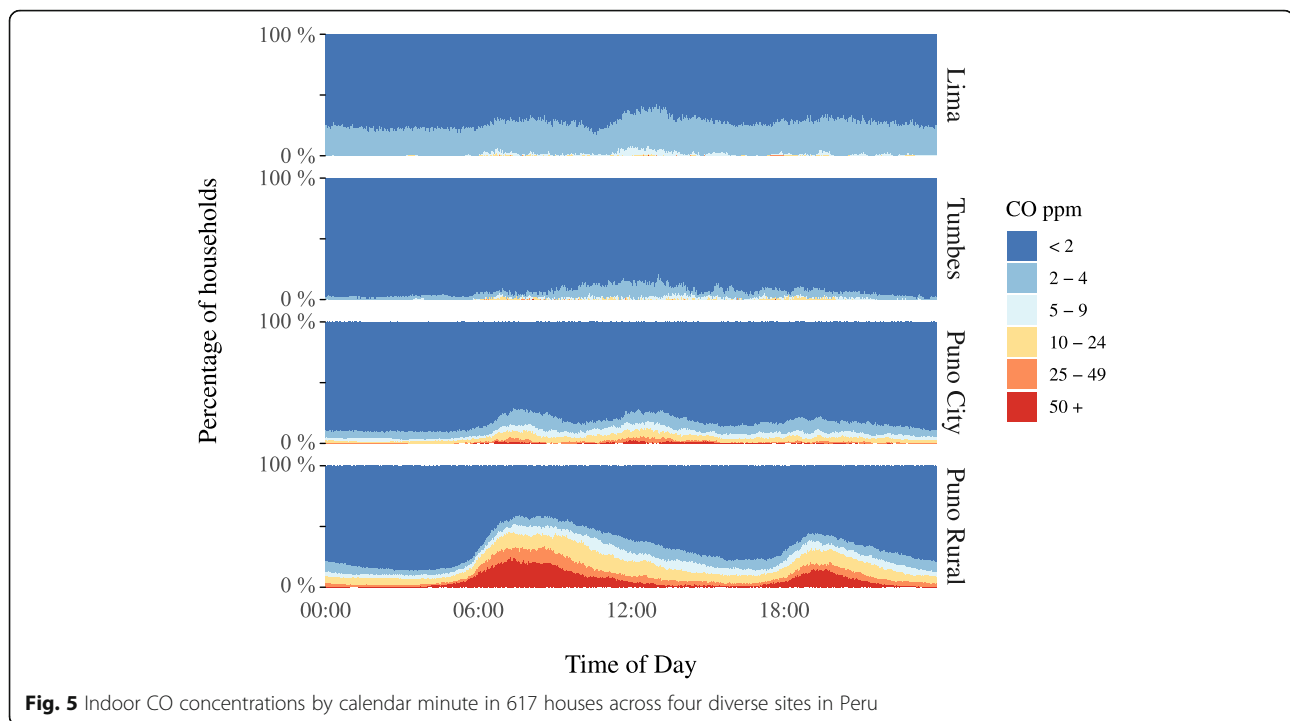 100 %
0 %
Lima
100 %
0 %
Tumbes
100 %
0 %
Puno City
100 %
0 %
Puno Rural
Percentage of households
00:00 06:00 12:00 18:00
Time of Day
CO ppm
< 2
2 – 4
5 – 9
10 – 24
25 – 49
50 +
Fig. 5 Indoor CO concentrations by calendar minute in 617 houses across four diverse sites in Peru